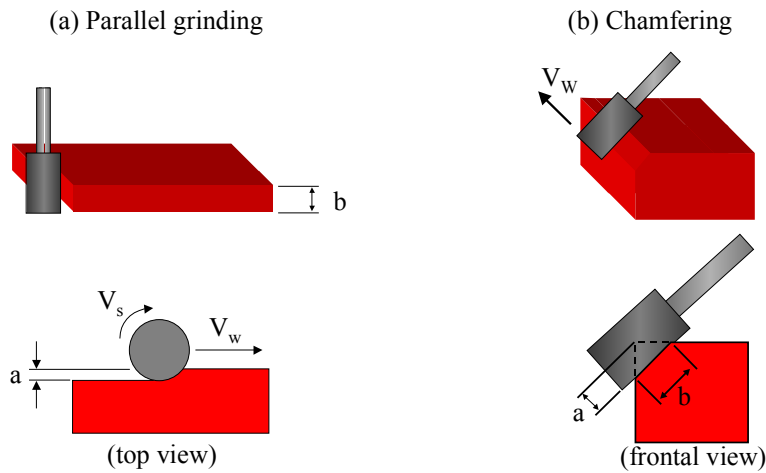 (a) Parallel grinding
(b) Chamfering
V_W
b
V_s
V_w
a
(top view)
a
b
(frontal view)